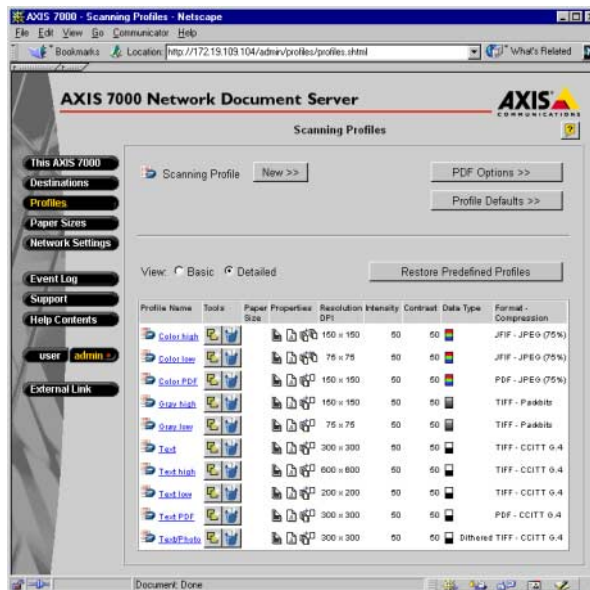 AXIS 7000 - Scanning Profiles - Netscape
File Edit View Go Communicator Help
Bookmarks Location: http://172.19.109.104/admin/profiles/profiles.shtml What's Related
AXIS 7000 Network Document Server
AXIS
COMMUNICATIONS
Scanning Profiles
?
This AXIS 7000
Destinations
Profiles
Paper Sizes
Network Settings
Event Log
Support
Help Contents
user admin
External Link
Scanning Profile New >> PDF Options >>
Profile Defaults >>
View: Basic Detailed Restore Predefined Profiles
Profile Name Tools Paper Size Properties Resolution DPI Intensity Contrast Data Type Format - Compression
Color high 150 x 150 50 50 JFIF - JPEG (75%)
Color low 75 x 75 50 50 JFIF - JPEG (75%)
Color PDF 150 x 150 50 50 PDF - JPEG (75%)
Gray high 150 x 150 50 50 TIFF - Packbits
Gray low 75 x 75 50 50 TIFF - Packbits
Text 300 x 300 50 50 TIFF - CCITT G.4
Text high 600 x 600 50 50 TIFF - CCITT G.4
Text low 200 x 200 50 50 TIFF - CCITT G.4
Text PDF 300 x 300 50 50 PDF - CCITT G.4
Text/Photo 300 x 300 50 50 Dithered TIFF - CCITT G.4
Document: Done